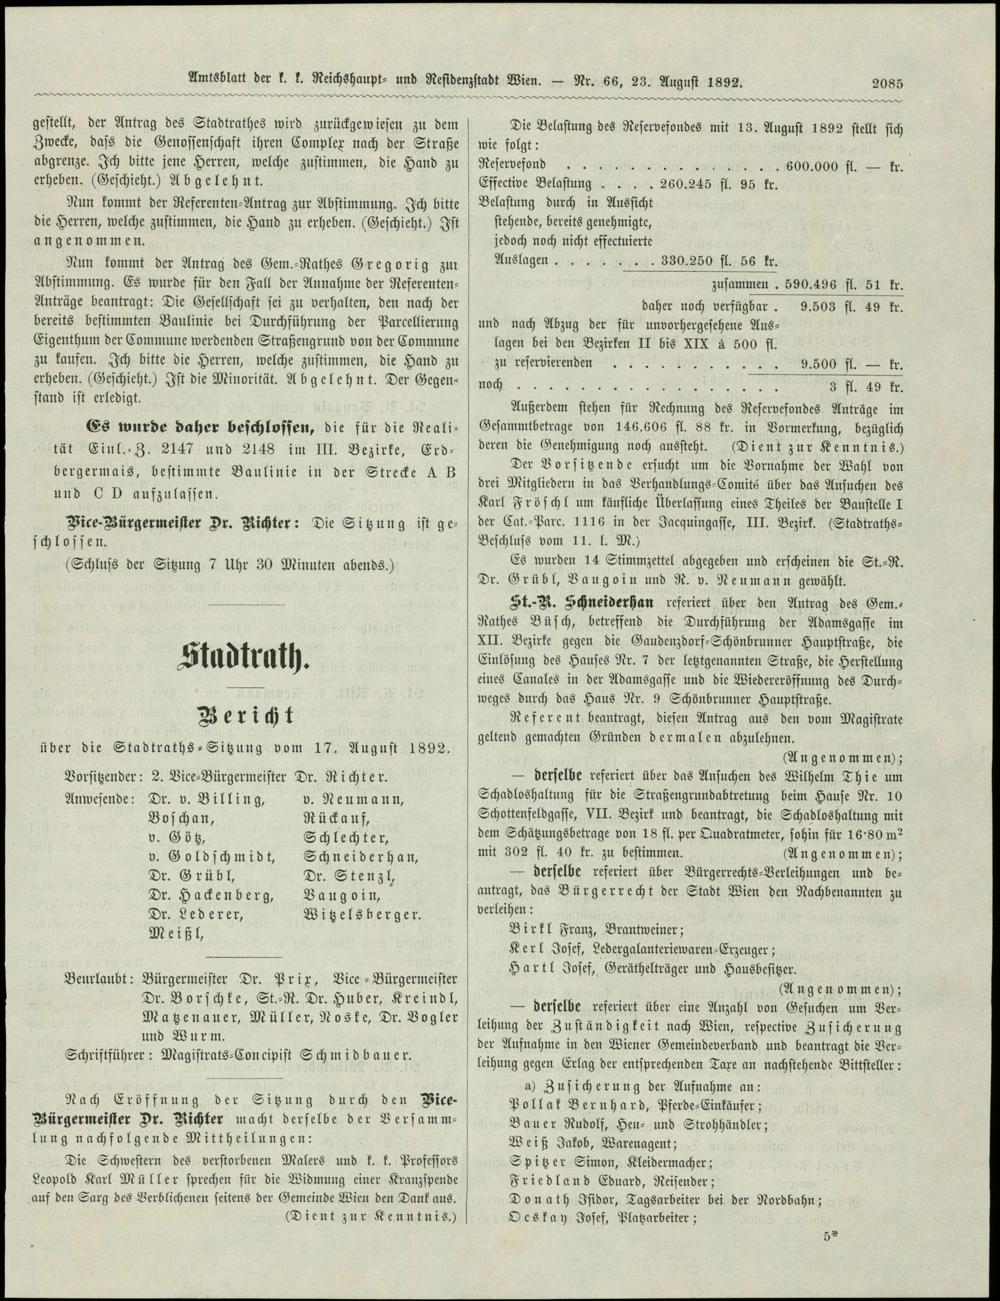 Amtsblatt der k. k. Reichshaupt- und Residenzstadt Wien. — Nr. 66, 23. August 1892. 2085
gestellt, der Antrag des Stadtrathes wird zurückgewiesen zu dem
Zwecke, dass die Genossenschaft ihren Complex nach der Straße
abgrenze. Ich bitte jene Herren, welche zustimmen, die Hand zu
erheben. (Geschieht.) Abgelehnt.
Nun kommt der Referenten-Antrag zur Abstimmung. Ich bitte
die Herren, welche zustimmen, die Hand zu erheben. (Geschieht.) Ist
angenommen.
Nun kommt der Antrag des Gem.-Rathes Gregorig zur
Abstimmung. Es wurde für den Fall der Annahme der Referenten-
Anträge beantragt: Die Gesellschaft sei zu verhalten, den nach der
bereits bestimmten Baulinie bei Durchführung der Parcellierung
Eigenthum der Commune werdenden Straßengrund von der Commune
zu kaufen. Ich bitte die Herren, welche zustimmen, die Hand zu
erheben. (Geschieht.) Ist die Minorität. Abgelehnt. Der Gegen-
stand ist erledigt.
Es wurde daher beschlossen, die für die Reali-
tät Einl.-Z. 2147 und 2148 im III. Bezirke, Erd-
bergermais, bestimmte Baulinie in der Strecke A B
und C D aufzulassen.
Vice-Bürgermeister Dr. Richter: Die Sitzung ist ge-
schlossen.
(Schluss der Sitzung 7 Uhr 30 Minuten abends.)
Stadtrath.
Bericht
über die Stadtraths-Sitzung vom 17. August 1892.
Vorsitzender: 2. Vice-Bürgermeister Dr. Richter.
Anwesende: Dr. v. Billing, v. Neumann,
Boschan, Rückauf,
v. Götz, Schlechter,
v. Goldschmidt, Schneiderhan,
Dr. Grübl, Dr. Stenzl,
Dr. Hackenberg, Vaugoin,
Dr. Lederer, Witzelsberger.
Meißl,
Beurlaubt: Bürgermeister Dr. Prix, Vice-Bürgermeister
Dr. Borschke, St.-R. Dr. Huber, Kreindl,
Matzenauer, Müller, Noske, Dr. Vogler
und Wurm.
Schriftführer: Magistrats-Concipist Schmidbauer.
Nach Eröffnung der Sitzung durch den Vice-
Bürgermeister Dr. Richter macht derselbe der Versamm-
lung nachfolgende Mittheilungen:
Die Schwestern des verstorbenen Malers und k. k. Professors
Leopold Karl Müller sprechen für die Widmung einer Kranzspende
auf den Sarg des Verblichenen seitens der Gemeinde Wien den Dank aus.
(Dient zur Kenntnis.)
Die Belastung des Reservefondes mit 13. August 1892 stellt sich
wie folgt:
Reservefond . . . . . . . . . . . . 600.000 fl. — kr.
Effective Belastung . . . . 260.245 fl. 95 kr.
Belastung durch in Aussicht
stehende, bereits genehmigte,
jedoch noch nicht effectuierte
Auslagen . . . . . . . 330.250 fl. 56 kr.
zusammen . 590.496 fl. 51 kr.
daher noch verfügbar . 9.503 fl. 49 kr.
und nach Abzug der für unvorhergesehene Aus-
lagen bei den Bezirken II bis XIX à 500 fl.
zu reservierenden . . . . . . . . . . . 9.500 fl. — kr.
noch . . . . . . . . . . . . . . . . . 3 fl. 49 kr.
Außerdem stehen für Rechnung des Reservefondes Anträge im
Gesammtbetrage von 146.606 fl. 88 kr. in Vormerkung, bezüglich
deren die Genehmigung noch aussteht. (Dient zur Kenntnis.)
Der Vorsitzende ersucht um die Vornahme der Wahl von
drei Mitgliedern in das Verhandlungs-Comité über das Ansuchen des
Karl Fröschl um käufliche Überlassung eines Theiles der Baustelle I
der Cat.-Parc. 1116 in der Jacquingasse, III. Bezirk. (Stadtraths-
Beschluss vom 11. l. M.)
Es wurden 14 Stimmzettel abgegeben und erscheinen die St.-R.
Dr. Grübl, Vaugoin und R. v. Neumann gewählt.
St.-R. Schneiderhan referiert über den Antrag des Gem.-
Rathes Büsch, betreffend die Durchführung der Adamsgasse im
XII. Bezirke gegen die Gaudenzdorf-Schönbrunner Hauptstraße, die
Einlösung des Hauses Nr. 7 der letztgenannten Straße, die Herstellung
eines Canales in der Adamsgasse und die Wiedereröffnung des Durch-
weges durch das Haus Nr. 9 Schönbrunner Hauptstraße.
Referent beantragt, diesen Antrag aus den vom Magistrate
geltend gemachten Gründen dermalen abzulehnen.
(Angenommen);
— derselbe referiert über das Ansuchen des Wilhelm Thie um
Schadloshaltung für die Straßengrundabtretung beim Hause Nr. 10
Schottenfeldgasse, VII. Bezirk und beantragt, die Schadloshaltung mit
dem Schätzungsbetrage von 18 fl. per Quadratmeter, sohin für 16·80 m²
mit 302 fl. 40 kr. zu bestimmen. (Angenommen);
— derselbe referiert über Bürgerrechts-Verleihungen und be-
antragt, das Bürgerrecht der Stadt Wien den Nachbenannten zu
verleihen:
Birkl Franz, Brantweiner;
Kerl Josef, Ledergalanteriewaren-Erzeuger;
Hartl Josef, Geräthelträger und Hausbesitzer.
(Angenommen);
— derselbe referiert über eine Anzahl von Gesuchen um Ver-
leihung der Zuständigkeit nach Wien, respective Zusicherung
der Aufnahme in den Wiener Gemeindeverband und beantragt die Ver-
leihung gegen Erlag der entsprechenden Taxe an nachstehende Bittsteller:
a) Zusicherung der Aufnahme an:
Pollak Bernhard, Pferde-Einkäufer;
Bauer Rudolf, Heu- und Strohhändler;
Weiß Jakob, Warenagent;
Spitzer Simon, Kleidermacher;
Friedland Eduard, Reisender;
Donath Isidor, Tagsarbeiter bei der Nordbahn;
Ocskay Josef, Platzarbeiter;
5*